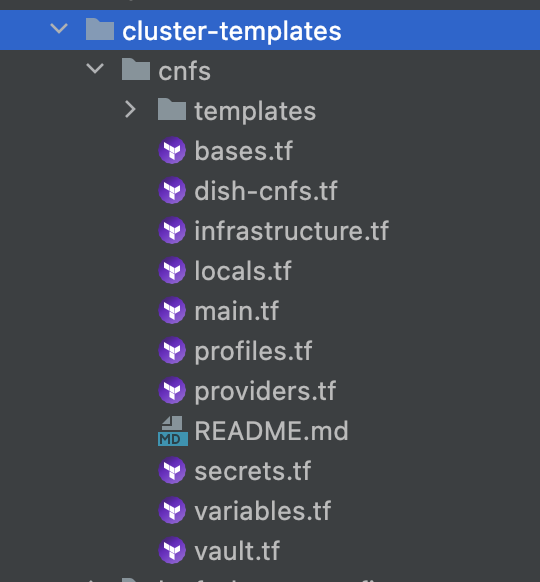 cluster-templates
cnfs
templates
bases.tf
dish-cnfs.tf
infrastructure.tf
locals.tf
main.tf
profiles.tf
providers.tf
MD README.md
secrets.tf
variables.tf
vault.tf